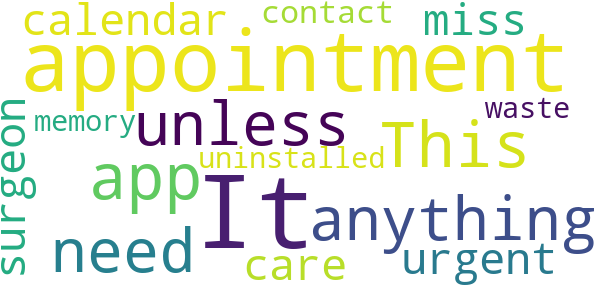 calendar contact miss
appointment
memory unless waste
surgeon app uninstalled This
It anything
need care urgent